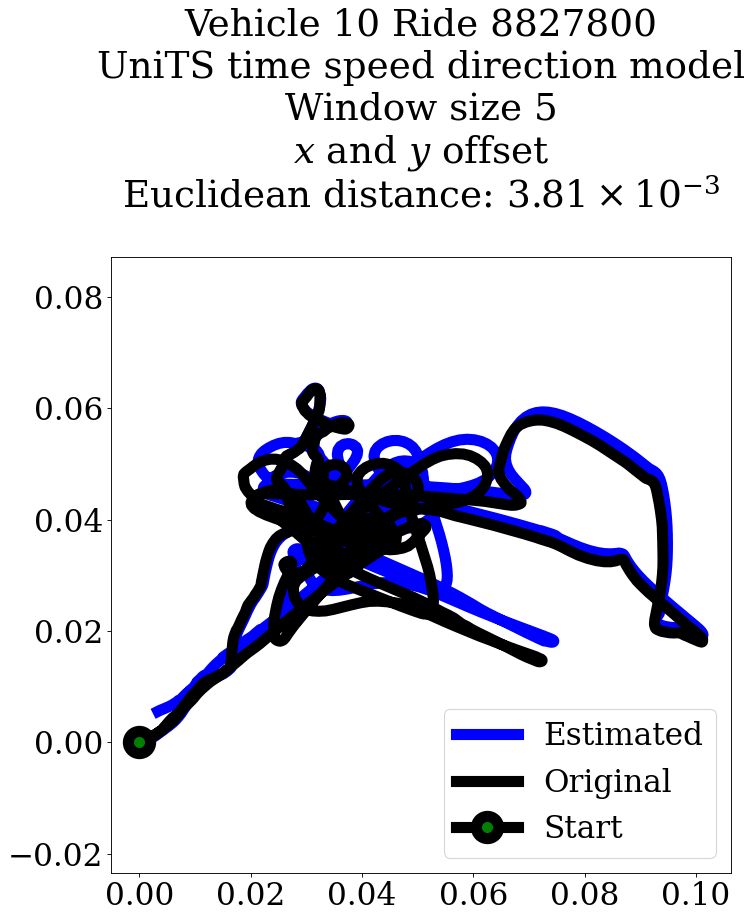 Vehicle 10 Ride 8827800
UniTS time speed direction model
Window size 5
x and y offset
Euclidean distance: 3.81 × 10⁻³
0.08
0.06
0.04
0.02
0.00
−0.02
0.00 0.02 0.04 0.06 0.08 0.10
Estimated
Original
Start